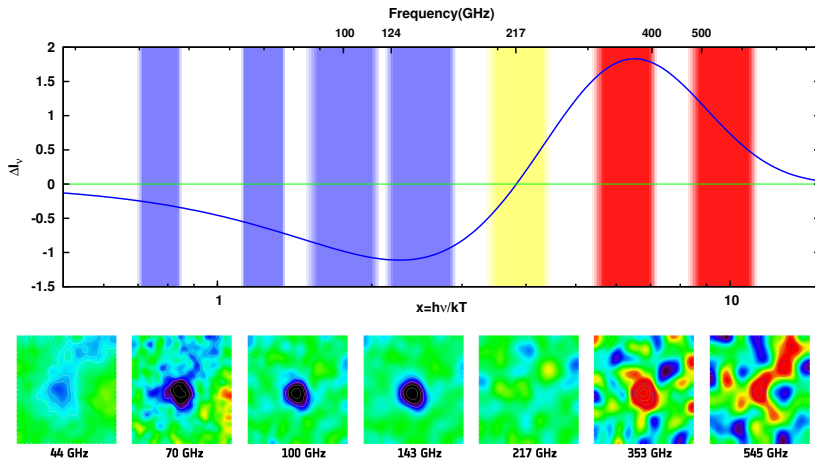 Frequency(GHz)
100 124 217 400 500
2
1.5
1
0.5
0
-0.5
-1
-1.5
ΔIν
1 10
x=hν/kT
44 GHz 70 GHz 100 GHz 143 GHz 217 GHz 353 GHz 545 GHz